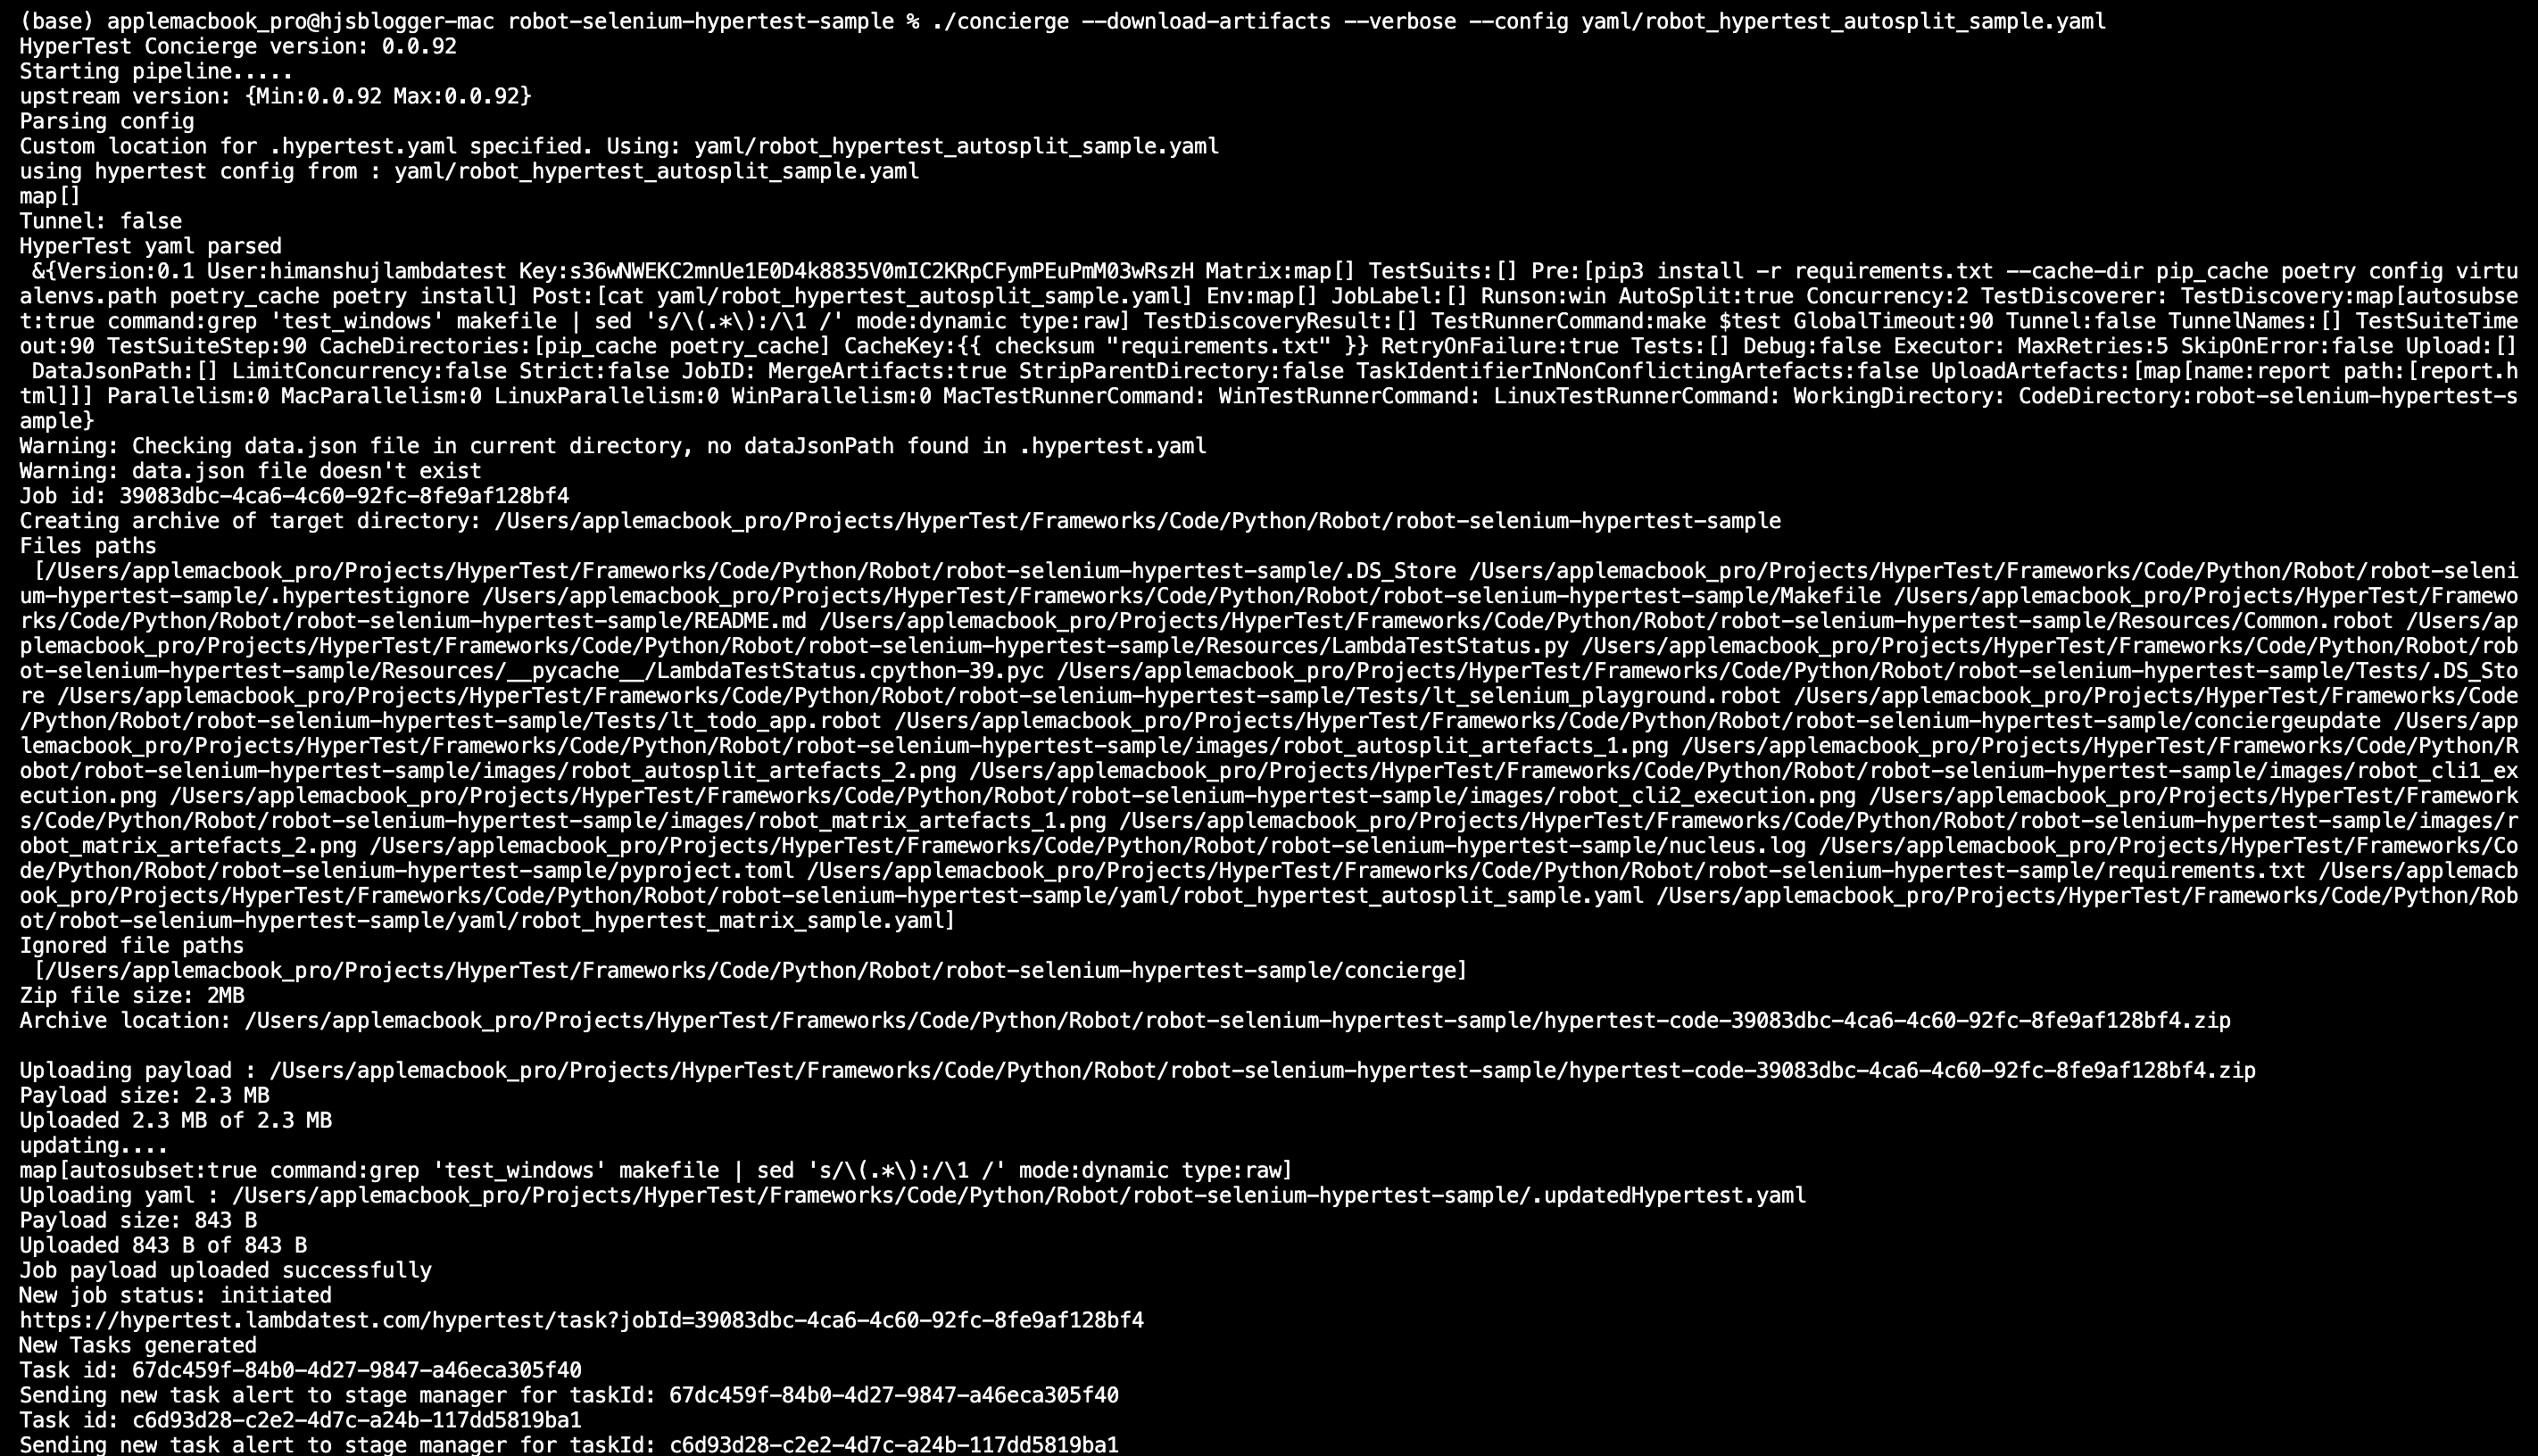 (base) applemacbook_pro@hjsblogger-mac robot-selenium-hypertest-sample % ./concierge --download-artifacts --verbose --config yaml/robot_hypertest_autosplit_sample.yaml
HyperTest Concierge version: 0.0.92
Starting pipeline.....
upstream version: {Min:0.0.92 Max:0.0.92}
Parsing config
Custom location for .hypertest.yaml specified. Using: yaml/robot_hypertest_autosplit_sample.yaml
using hypertest config from : yaml/robot_hypertest_autosplit_sample.yaml
map[]
Tunnel: false
HyperTest yaml parsed
 &{Version:0.1 User:himanshujlambdatest Key:s36wNWEKC2mnUe1E0D4k8835V0mIC2KRpCFymPEuPmM03wRszH Matrix:map[] TestSuits:[] Pre:[pip3 install -r requirements.txt --cache-dir pip_cache poetry config virtu
alenvs.path poetry_cache poetry install] Post:[cat yaml/robot_hypertest_autosplit_sample.yaml] Env:map[] JobLabel:[] Runson:win AutoSplit:true Concurrency:2 TestDiscoverer: TestDiscovery:map[autosubse
t:true command:grep 'test_windows' makefile | sed 's/\(.*\):/\1 /' mode:dynamic type:raw] TestDiscoveryResult:[] TestRunnerCommand:make $test GlobalTimeout:90 Tunnel:false TunnelNames:[] TestSuiteTime
out:90 TestSuiteStep:90 CacheDirectories:[pip_cache poetry_cache] CacheKey:{{ checksum "requirements.txt" }} RetryOnFailure:true Tests:[] Debug:false Executor: MaxRetries:5 SkipOnError:false Upload:[]
 DataJsonPath:[] LimitConcurrency:false Strict:false JobID: MergeArtifacts:true StripParentDirectory:false TaskIdentifierInNonConflictingArtefacts:false UploadArtefacts:[map[name:report path:[report.h
tml]]] Parallelism:0 MacParallelism:0 LinuxParallelism:0 WinParallelism:0 MacTestRunnerCommand: WinTestRunnerCommand: LinuxTestRunnerCommand: WorkingDirectory: CodeDirectory:robot-selenium-hypertest-s
ample}
Warning: Checking data.json file in current directory, no dataJsonPath found in .hypertest.yaml
Warning: data.json file doesn't exist
Job id: 39083dbc-4ca6-4c60-92fc-8fe9af128bf4
Creating archive of target directory: /Users/applemacbook_pro/Projects/HyperTest/Frameworks/Code/Python/Robot/robot-selenium-hypertest-sample
Files paths
 [/Users/applemacbook_pro/Projects/HyperTest/Frameworks/Code/Python/Robot/robot-selenium-hypertest-sample/.DS_Store /Users/applemacbook_pro/Projects/HyperTest/Frameworks/Code/Python/Robot/robot-seleni
um-hypertest-sample/.hypertestignore /Users/applemacbook_pro/Projects/HyperTest/Frameworks/Code/Python/Robot/robot-selenium-hypertest-sample/Makefile /Users/applemacbook_pro/Projects/HyperTest/Framewo
rks/Code/Python/Robot/robot-selenium-hypertest-sample/README.md /Users/applemacbook_pro/Projects/HyperTest/Frameworks/Code/Python/Robot/robot-selenium-hypertest-sample/Resources/Common.robot /Users/ap
plemacbook_pro/Projects/HyperTest/Frameworks/Code/Python/Robot/robot-selenium-hypertest-sample/Resources/LambdaTestStatus.py /Users/applemacbook_pro/Projects/HyperTest/Frameworks/Code/Python/Robot/rob
ot-selenium-hypertest-sample/Resources/__pycache__/LambdaTestStatus.cpython-39.pyc /Users/applemacbook_pro/Projects/HyperTest/Frameworks/Code/Python/Robot/robot-selenium-hypertest-sample/Tests/.DS_Sto
re /Users/applemacbook_pro/Projects/HyperTest/Frameworks/Code/Python/Robot/robot-selenium-hypertest-sample/Tests/lt_selenium_playground.robot /Users/applemacbook_pro/Projects/HyperTest/Frameworks/Code
/Python/Robot/robot-selenium-hypertest-sample/Tests/lt_todo_app.robot /Users/applemacbook_pro/Projects/HyperTest/Frameworks/Code/Python/Robot/robot-selenium-hypertest-sample/conciergeupdate /Users/app
lemacbook_pro/Projects/HyperTest/Frameworks/Code/Python/Robot/robot-selenium-hypertest-sample/images/robot_autosplit_artefacts_1.png /Users/applemacbook_pro/Projects/HyperTest/Frameworks/Code/Python/R
obot/robot-selenium-hypertest-sample/images/robot_autosplit_artefacts_2.png /Users/applemacbook_pro/Projects/HyperTest/Frameworks/Code/Python/Robot/robot-selenium-hypertest-sample/images/robot_cli1_ex
ecution.png /Users/applemacbook_pro/Projects/HyperTest/Frameworks/Code/Python/Robot/robot-selenium-hypertest-sample/images/robot_cli2_execution.png /Users/applemacbook_pro/Projects/HyperTest/Framework
s/Code/Python/Robot/robot-selenium-hypertest-sample/images/robot_matrix_artefacts_1.png /Users/applemacbook_pro/Projects/HyperTest/Frameworks/Code/Python/Robot/robot-selenium-hypertest-sample/images/r
obot_matrix_artefacts_2.png /Users/applemacbook_pro/Projects/HyperTest/Frameworks/Code/Python/Robot/robot-selenium-hypertest-sample/nucleus.log /Users/applemacbook_pro/Projects/HyperTest/Frameworks/Co
de/Python/Robot/robot-selenium-hypertest-sample/pyproject.toml /Users/applemacbook_pro/Projects/HyperTest/Frameworks/Code/Python/Robot/robot-selenium-hypertest-sample/requirements.txt /Users/applemacb
ook_pro/Projects/HyperTest/Frameworks/Code/Python/Robot/robot-selenium-hypertest-sample/yaml/robot_hypertest_autosplit_sample.yaml /Users/applemacbook_pro/Projects/HyperTest/Frameworks/Code/Python/Rob
ot/robot-selenium-hypertest-sample/yaml/robot_hypertest_matrix_sample.yaml]
Ignored file paths
 [/Users/applemacbook_pro/Projects/HyperTest/Frameworks/Code/Python/Robot/robot-selenium-hypertest-sample/concierge]
Zip file size: 2MB
Archive location: /Users/applemacbook_pro/Projects/HyperTest/Frameworks/Code/Python/Robot/robot-selenium-hypertest-sample/hypertest-code-39083dbc-4ca6-4c60-92fc-8fe9af128bf4.zip

Uploading payload : /Users/applemacbook_pro/Projects/HyperTest/Frameworks/Code/Python/Robot/robot-selenium-hypertest-sample/hypertest-code-39083dbc-4ca6-4c60-92fc-8fe9af128bf4.zip
Payload size: 2.3 MB
Uploaded 2.3 MB of 2.3 MB
updating....
map[autosubset:true command:grep 'test_windows' makefile | sed 's/\(.*\):/\1 /' mode:dynamic type:raw]
Uploading yaml : /Users/applemacbook_pro/Projects/HyperTest/Frameworks/Code/Python/Robot/robot-selenium-hypertest-sample/.updatedHypertest.yaml
Payload size: 843 B
Uploaded 843 B of 843 B
Job payload uploaded successfully
New job status: initiated
https://hypertest.lambdatest.com/hypertest/task?jobId=39083dbc-4ca6-4c60-92fc-8fe9af128bf4
New Tasks generated
Task id: 67dc459f-84b0-4d27-9847-a46eca305f40
Sending new task alert to stage manager for taskId: 67dc459f-84b0-4d27-9847-a46eca305f40
Task id: c6d93d28-c2e2-4d7c-a24b-117dd5819ba1
Sending new task alert to stage manager for taskId: c6d93d28-c2e2-4d7c-a24b-117dd5819ba1